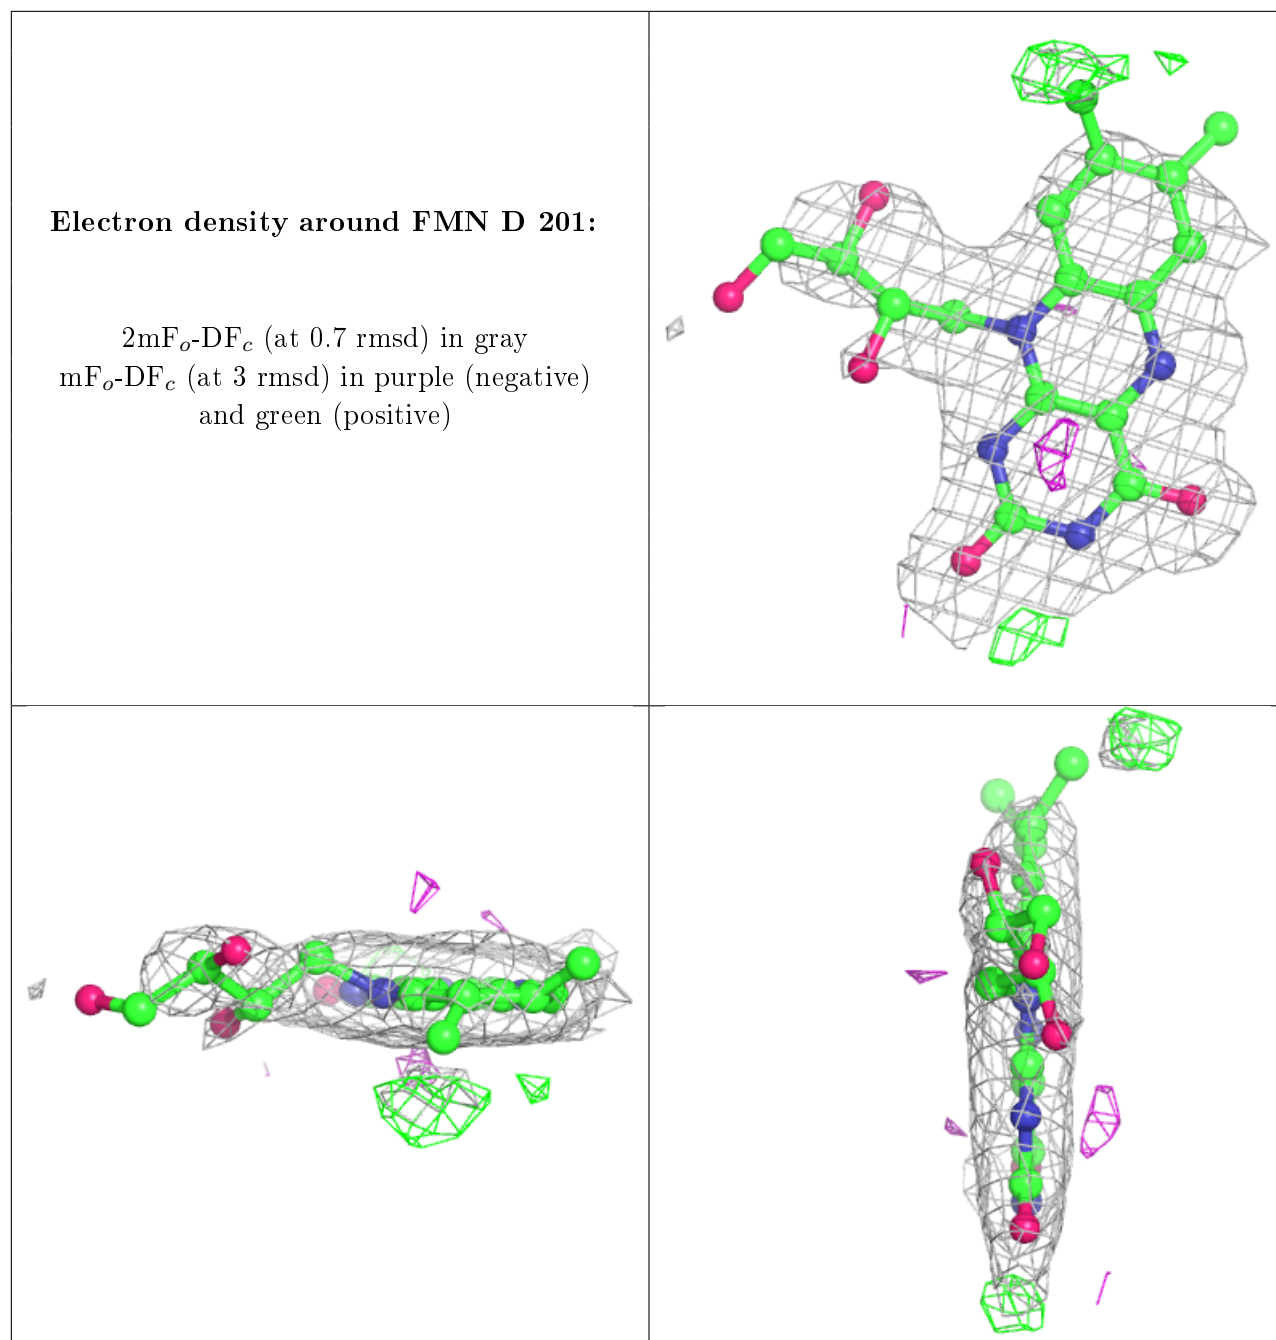 Electron density around FMN D 201:
2mFₒ-DF𝒸 (at 0.7 rmsd) in gray
mFₒ-DF𝒸 (at 3 rmsd) in purple (negative)
and green (positive)